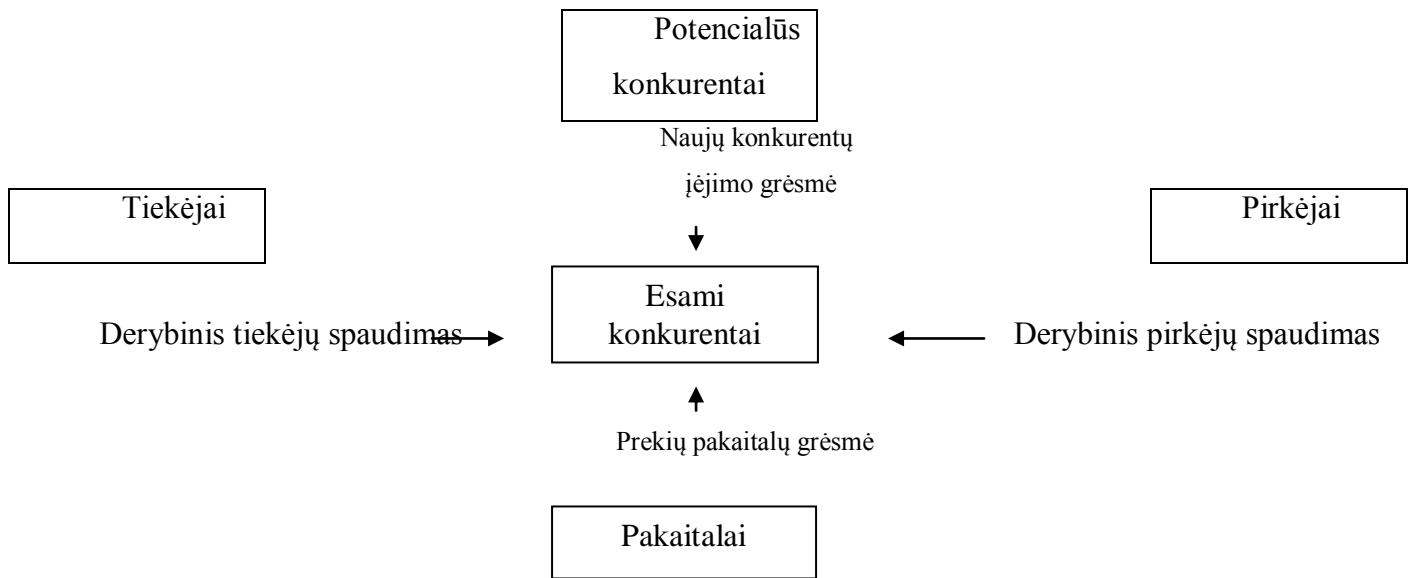 Potencialūs
konkurentai
Naujų konkurentų
įėjimo grėsmė
Tiekėjai
Pirkėjai
Esami
konkurentai
Derybinis tiekėjų spaudimas
Derybinis pirkėjų spaudimas
Prekių pakaitalų grėsmė
Pakaitalai